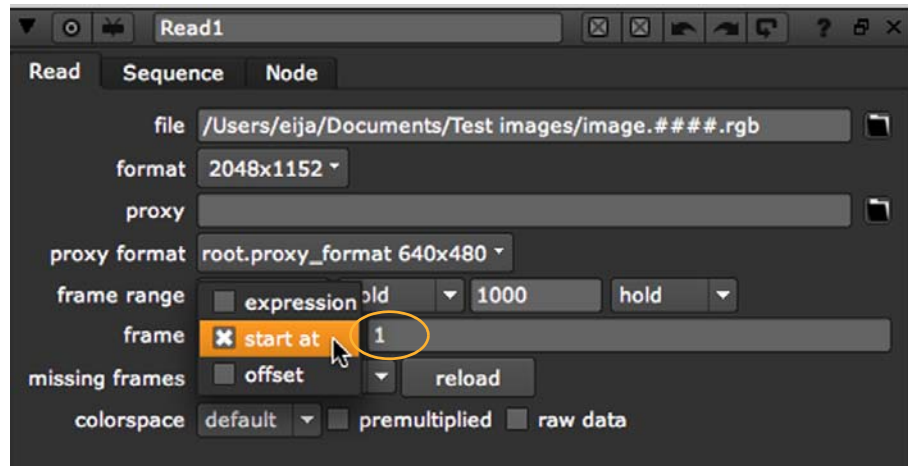 Read1 ?
Read Sequence Node
file /Users/eija/Documents/Test images/image.####.rgb
format 2048x1152
proxy
proxy format root.proxy_format 640x480
frame range 1000 hold
expression
frame start at 1
offset
missing frames reload
colorspace default premultiplied raw data